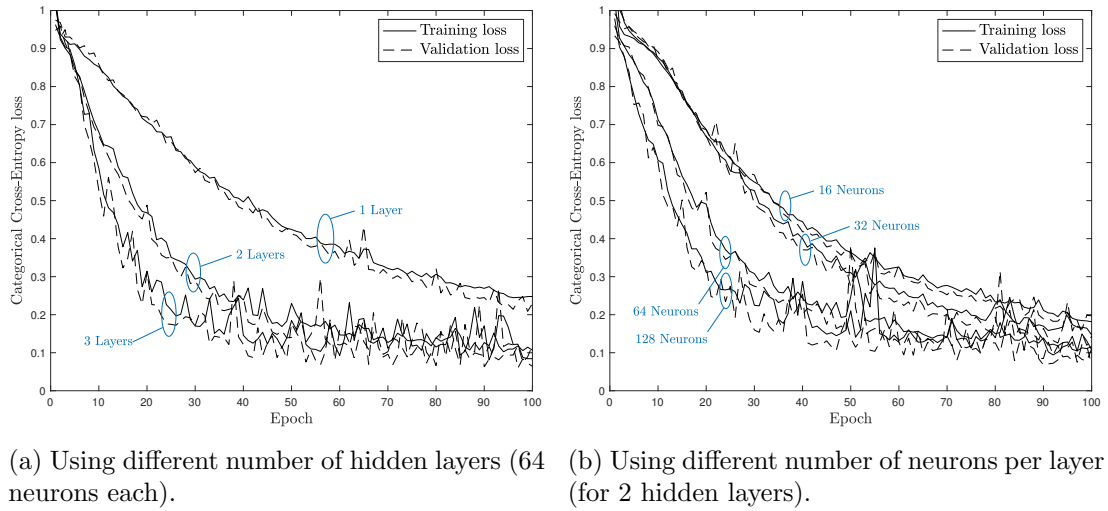 1
0.9
0.8
0.7
0.6
0.5
0.4
0.3
0.2
0.1
0
Categorical Cross-Entropy loss
0 10 20 30 40 50 60 70 80 90 100
Epoch
Training loss
Validation loss
1 Layer
2 Layers
3 Layers
(a) Using different number of hidden layers (64
neurons each).
1
0.9
0.8
0.7
0.6
0.5
0.4
0.3
0.2
0.1
0
Categorical Cross-Entropy loss
0 10 20 30 40 50 60 70 80 90 100
Epoch
Training loss
Validation loss
16 Neurons
32 Neurons
64 Neurons
128 Neurons
(b) Using different number of neurons per layer
(for 2 hidden layers).